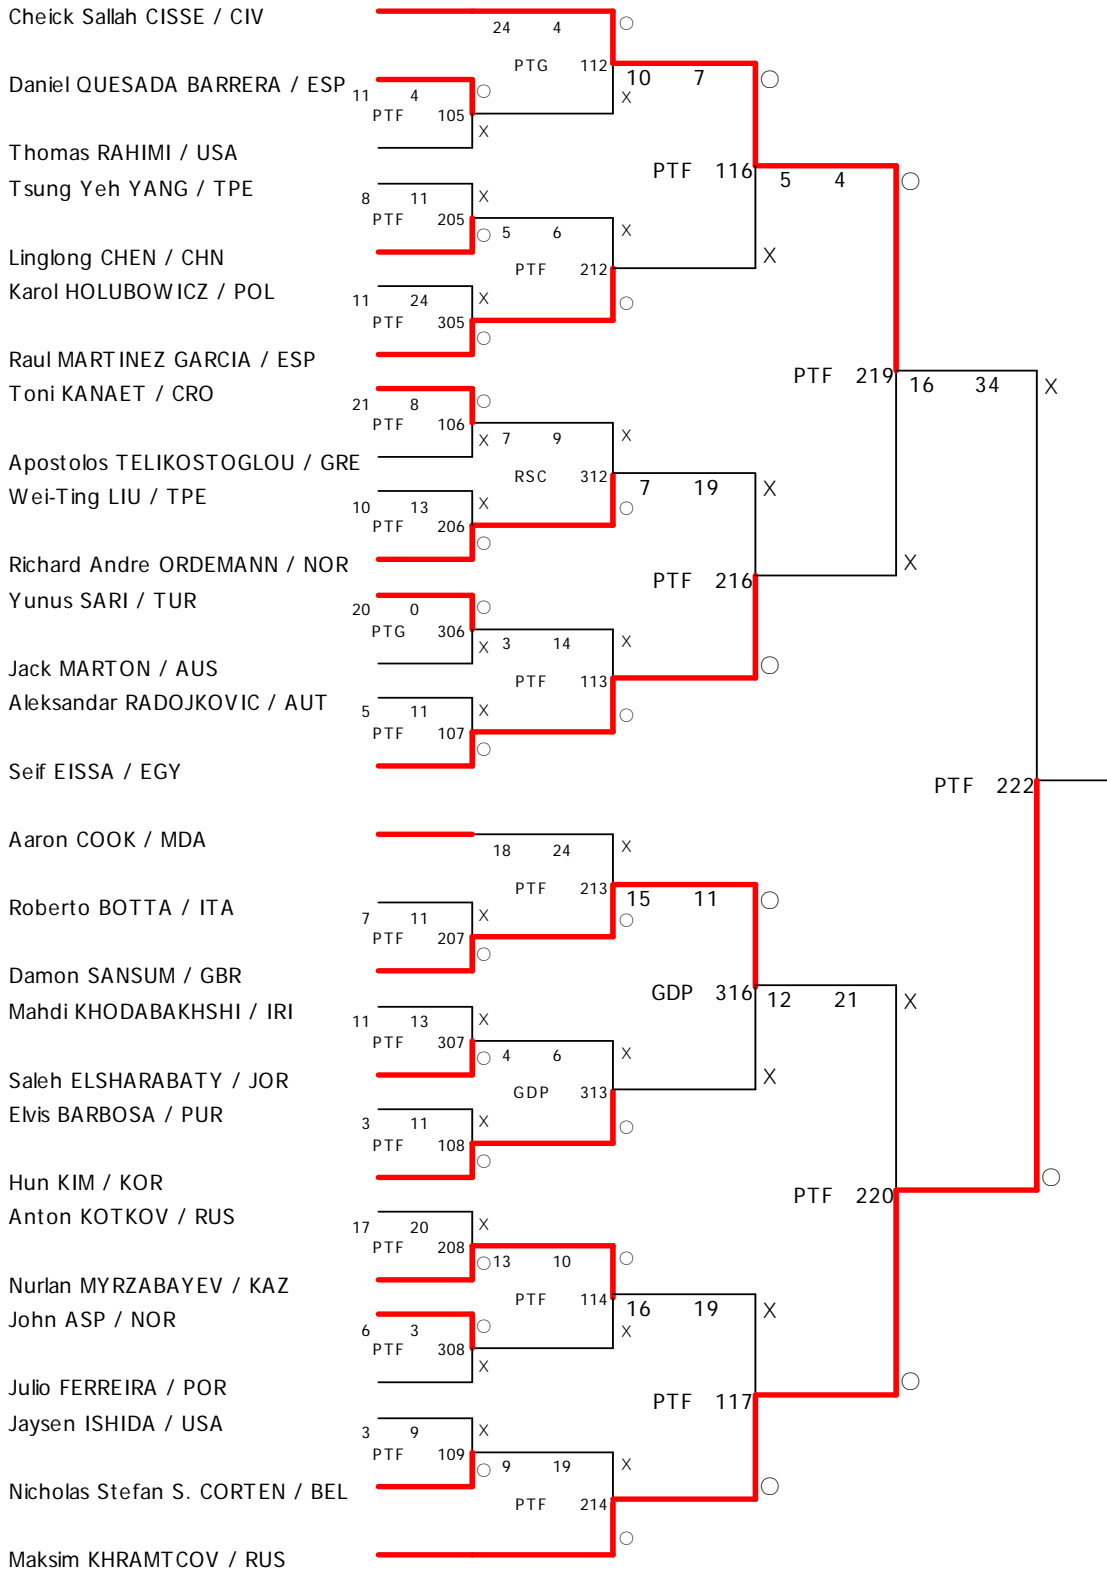 Cheick Sallah CISSE / CIV
24 4
PTG 112
10 7
Daniel QUESADA BARRERA / ESP
11 4
PTF 105
X
X
Thomas RAHIMI / USA
PTF 116
5 4
Tsung Yeh YANG / TPE
8 11
X
PTF 205
5 6
X
X
Linglong CHEN / CHN
PTF 212
Karol HOLUBOWICZ / POL
11 24
X
PTF 305
Raul MARTINEZ GARCIA / ESP
PTF 219
16 34
X
Toni KANAET / CRO
21 8
PTF 106
X
7 9
X
Apostolos TELIKOSTOGLOU / GRE
RSC 312
7 19
X
Wei-Ting LIU / TPE
10 13
X
PTF 206
Richard Andre ORDEMANN / NOR
X
PTF 216
Yunus SARI / TUR
20 0
PTG 306
X
3 14
X
Jack MARTON / AUS
PTF 113
Aleksandar RADOJKOVIC / AUT
5 11
X
PTF 107
Seif EISSA / EGY
PTF 222
Aaron COOK / MDA
18 24
X
PTF 213
15 11
Roberto BOTTA / ITA
7 11
X
PTF 207
Damon SANSUM / GBR
GDP 316
12 21
X
Mahdi KHODABAKHSHI / IRI
11 13
X
PTF 307
4 6
X
X
Saleh ELSHARABATY / JOR
GDP 313
Elvis BARBOSA / PUR
3 11
X
PTF 108
Hun KIM / KOR
PTF 220
Anton KOTKOV / RUS
17 20
X
PTF 208
13 10
Nurlan MYRZABAYEV / KAZ
PTF 114
16 19
X
John ASP / NOR
6 3
X
PTF 308
X
Julio FERREIRA / POR
PTF 117
Jaysen ISHIDA / USA
3 9
X
PTF 109
9 19
X
Nicholas Stefan S. CORTEN / BEL
PTF 214
Maksim KHRAMTCOV / RUS